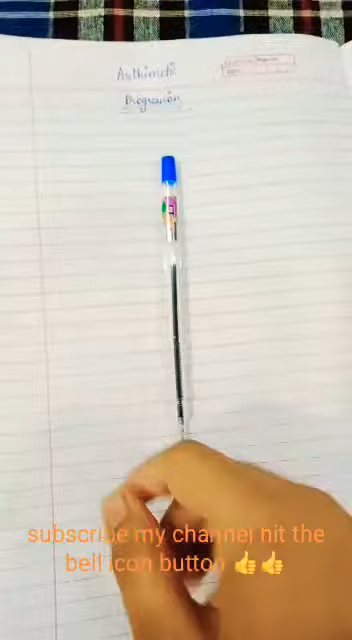 Arithmetic
Progression
subscribe my channel hit the
bell icon button 👍👍